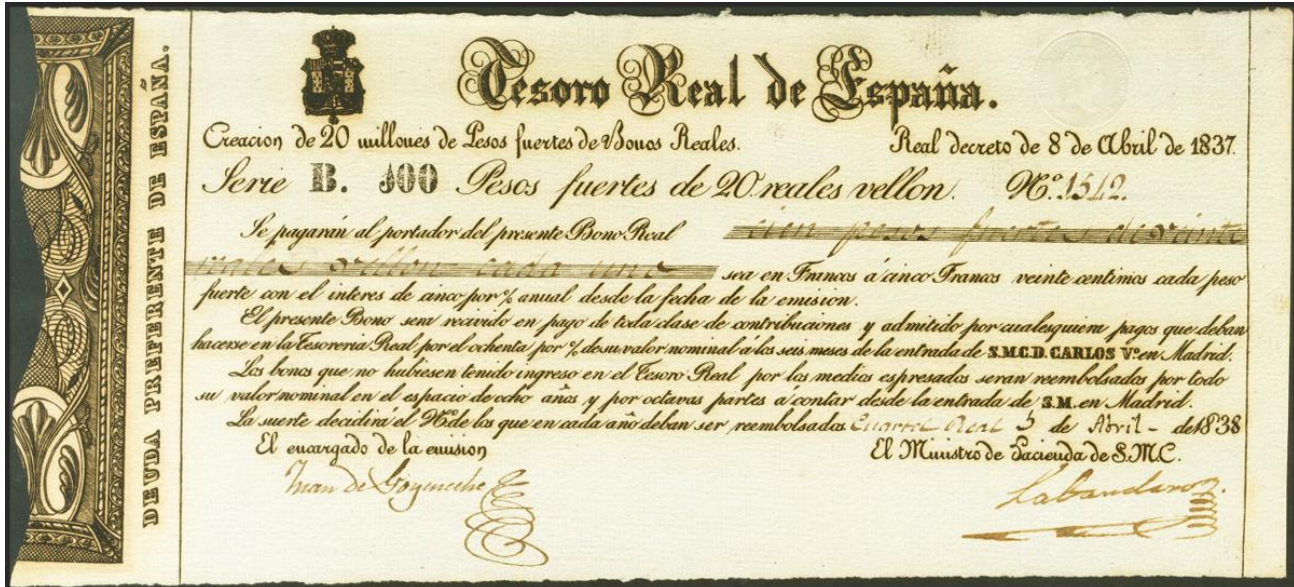 DEUDA PREFERENTE DE ESPAÑA.
Tesoro Real de España.
Creacion de 20 millones de Pesos fuertes de Bonos Reales. Real decreto de 8 de Abril de 1837.
Serie B. 100 Pesos fuertes de 20 reales vellon. Nº 1542.
Se pagarán al portador del presente Bono Real cien pesos fuertes de veinte
reales vellon cada uno sea en Francos á cinco Francos veinte centimos cada peso
fuerte con el interes de cinco por % anual desde la fecha de la emision.
El presente Bono sera recivido en pago de toda clase de contribuciones y admitido por cualesquiera pagos que deban
hacerse en la Tesoreria Real por el ochenta por % de su valor nominal á los seis meses de la entrada de S.M.C.D. CARLOS Vº en Madrid.
Los bonos que no hubiesen tenido ingreso en el Tesoro Real por los medios espresados seran reembolsados por todo
su valor nominal en el espacio de ocho años y por octavas partes á contar desde la entrada de S.M. en Madrid.
La suerte decidirá el Nº de los que en cada año deban ser reembolsados Cuartel Real 5 de Abril - de 1838
El encargado de la emision El Ministro de Hacienda de S.M.C.
Juan de Goyeneche Labandero